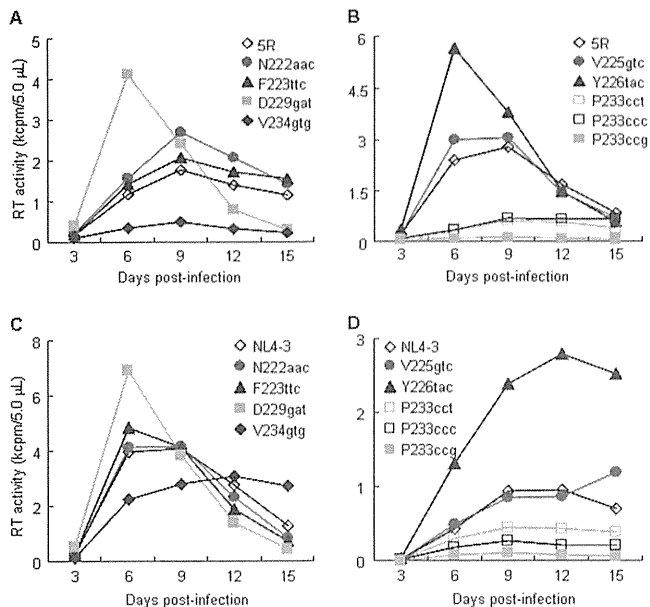 A
RT activity (kcpm/5.0 µL)
5
4
3
2
1
0
3 6 9 12 15
Days post-infection
5R
N222aac
F223ttc
D229gat
V234gtg
B
6
4.5
3
1.5
0
3 6 9 12 15
Days post-infection
5R
V225gtc
Y226tac
P233cct
P233ccc
P233ccg
C
RT activity (kcpm/5.0 µL)
8
6
4
2
0
3 6 9 12 15
Days post-infection
NL4-3
N222aac
F223ttc
D229gat
V234gtg
D
3
2
1
0
3 6 9 12 15
Days post-infection
NL4-3
V225gtc
Y226tac
P233cct
P233ccc
P233ccg